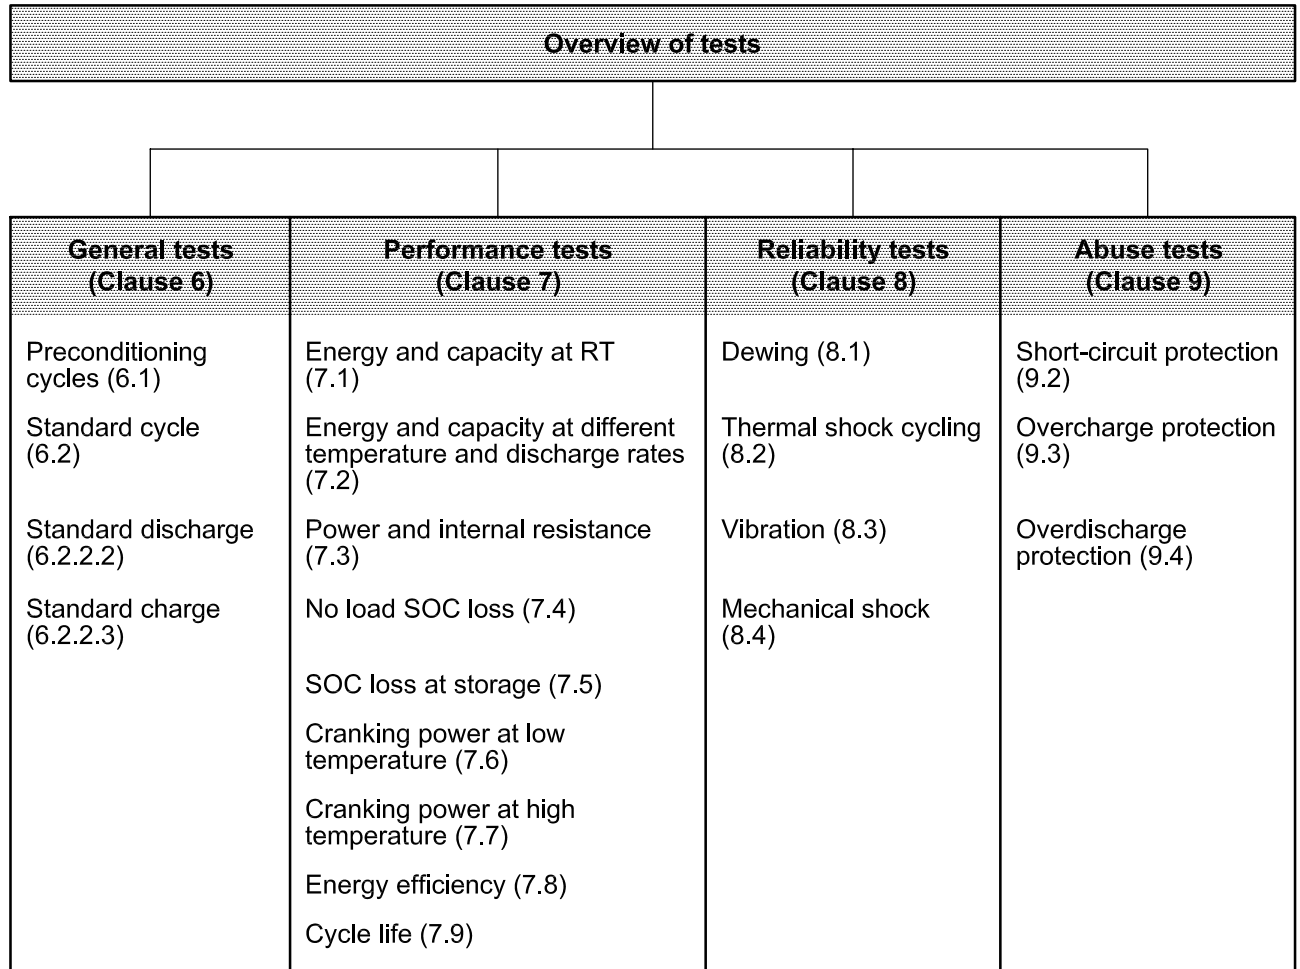 Overview of tests
General tests
(Clause 6)
Performance tests
(Clause 7)
Reliability tests
(Clause 8)
Abuse tests
(Clause 9)
Preconditioning
cycles (6.1)
Standard cycle
(6.2)
Standard discharge
(6.2.2.2)
Standard charge
(6.2.2.3)
Energy and capacity at RT
(7.1)
Energy and capacity at different
temperature and discharge rates
(7.2)
Power and internal resistance
(7.3)
No load SOC loss (7.4)
SOC loss at storage (7.5)
Cranking power at low
temperature (7.6)
Cranking power at high
temperature (7.7)
Energy efficiency (7.8)
Cycle life (7.9)
Dewing (8.1)
Thermal shock cycling
(8.2)
Vibration (8.3)
Mechanical shock
(8.4)
Short-circuit protection
(9.2)
Overcharge protection
(9.3)
Overdischarge
protection (9.4)